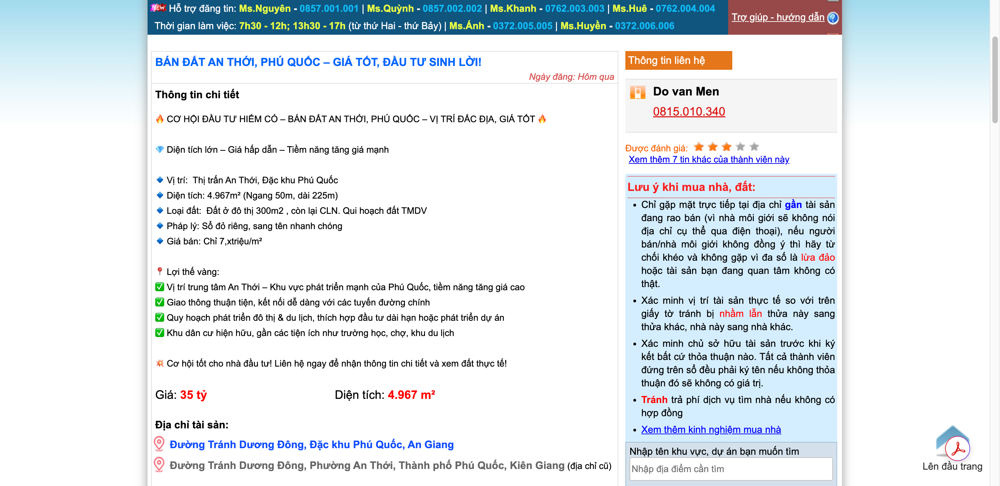 NEW Hỗ trợ đăng tin: Ms.Nguyên - 0857.001.001 | Ms.Quỳnh - 0857.002.002 | Ms.Khanh - 0762.003.003 | Ms.Huê - 0762.004.004
Thời gian làm việc: 7h30 - 12h; 13h30 - 17h (từ thứ Hai - thứ Bảy) | Ms.Ánh - 0372.005.005 | Ms.Huyền - 0372.006.006
Trợ giúp - hướng dẫn
BÁN ĐẤT AN THỚI, PHÚ QUỐC – GIÁ TỐT, ĐẦU TƯ SINH LỜI!
Ngày đăng: Hôm qua
Thông tin chi tiết
🔥 CƠ HỘI ĐẦU TƯ HIẾM CÓ – BÁN ĐẤT AN THỚI, PHÚ QUỐC – VỊ TRÍ ĐẮC ĐỊA, GIÁ TỐT 🔥
💎 Diện tích lớn – Giá hấp dẫn – Tiềm năng tăng giá mạnh
🔹 Vị trí: Thị trấn An Thới, Đặc khu Phú Quốc
🔹 Diện tích: 4.967m² (Ngang 50m, dài 225m)
🔹 Loại đất: Đất ở đô thị 300m2 , còn lại CLN. Qui hoạch đất TMDV
🔹 Pháp lý: Sổ đỏ riêng, sang tên nhanh chóng
🔹 Giá bán: Chỉ 7,xtriệu/m²
📍 Lợi thế vàng:
✅ Vị trí trung tâm An Thới – Khu vực phát triển mạnh của Phú Quốc, tiềm năng tăng giá cao
✅ Giao thông thuận tiện, kết nối dễ dàng với các tuyến đường chính
✅ Quy hoạch phát triển đô thị & du lịch, thích hợp đầu tư dài hạn hoặc phát triển dự án
✅ Khu dân cư hiện hữu, gần các tiện ích như trường học, chợ, khu du lịch
💥 Cơ hội tốt cho nhà đầu tư! Liên hệ ngay để nhận thông tin chi tiết và xem đất thực tế!
Giá: 35 tỷ
Diện tích: 4.967 m²
Địa chỉ tài sản:
Đường Tránh Dương Đông, Đặc khu Phú Quốc, An Giang
Đường Tránh Dương Đông, Phường An Thới, Thành phố Phú Quốc, Kiên Giang (địa chỉ cũ)
Thông tin liên hệ
Do van Men
0815.010.340
Được đánh giá:
Xem thêm 7 tin khác của thành viên này
Lưu ý khi mua nhà, đất:
• Chỉ gặp mặt trực tiếp tại địa chỉ gần tài sản
đang rao bán (vì nhà môi giới sẽ không nói
địa chỉ cụ thể qua điện thoại), nếu người
bán/nhà môi giới không đồng ý thì hãy từ
chối khéo và không gặp vì đa số là lừa đảo
hoặc tài sản bạn đang quan tâm không có
thật.
• Xác minh vị trí tài sản thực tế so với trên
giấy tờ tránh bị nhầm lẫn thửa này sang
thửa khác, nhà này sang nhà khác.
• Xác minh chủ sở hữu tài sản trước khi ký
kết bất cứ thỏa thuận nào. Tất cả thành viên
đứng trên sổ đều phải ký tên nếu không thỏa
thuận đó sẽ không có giá trị.
• Tránh trả phí dịch vụ tìm nhà nếu không có
hợp đồng
• Xem thêm kinh nghiệm mua nhà
Nhập tên khu vực, dự án bạn muốn tìm
Nhập địa điểm cần tìm
Lên đầu trang